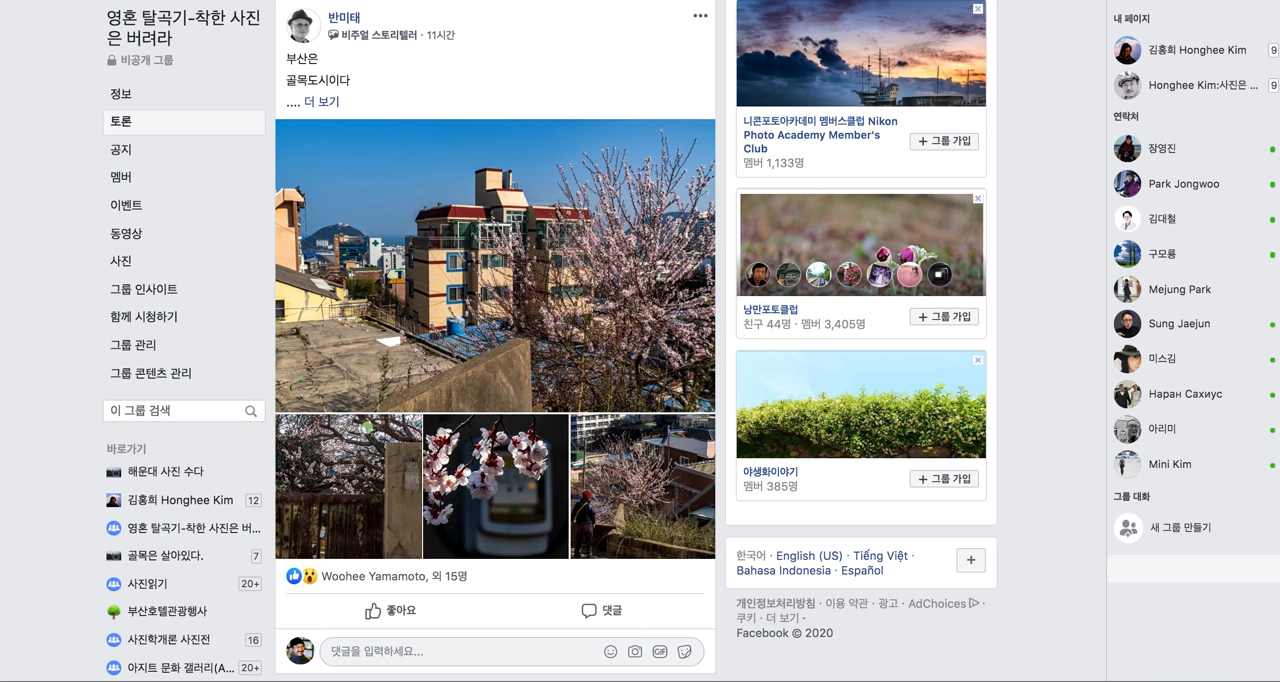 영혼 탈곡기-착한 사진
은 버려라
비공개 그룹
정보
토론
공지
멤버
이벤트
동영상
사진
그룹 인사이트
함께 시청하기
그룹 관리
그룹 콘텐츠 관리
이 그룹 검색
바로가기
해운대 사진 수다
김홍희 Honghee Kim 12
영혼 탈곡기-착한 사진은 버...
골목은 살아있다. 7
사진읽기 20+
부산호텔관광행사
사진학개론 사진전 16
아지트 문화 갤러리(A... 20+
반미태
비주얼 스토리텔러 · 11시간
부산은
골목도시이다
.... 더 보기
Woohee Yamamoto, 외 15명
좋아요 댓글
댓글을 입력하세요...
GIF
니콘포토아카데미 멤버스클럽 Nikon
Photo Academy Member's
Club
멤버 1,133명
+ 그룹 가입
낭만포토클럽
친구 44명 · 멤버 3,405명
+ 그룹 가입
야생화이야기
멤버 385명
+ 그룹 가입
한국어 · English (US) · Tiếng Việt ·
Bahasa Indonesia · Español
+
개인정보처리방침 · 이용 약관 · 광고 · AdChoices ·
쿠키 · 더 보기
Facebook © 2020
내 페이지
김홍희 Honghee Kim 9
Honghee Kim:사진은 ... 9
연락처
장영진
Park Jongwoo
김대철
구모룡
Mejung Park
Sung Jaejun
미스김
Наран Сахиус
아리미
Mini Kim
그룹 대화
새 그룹 만들기